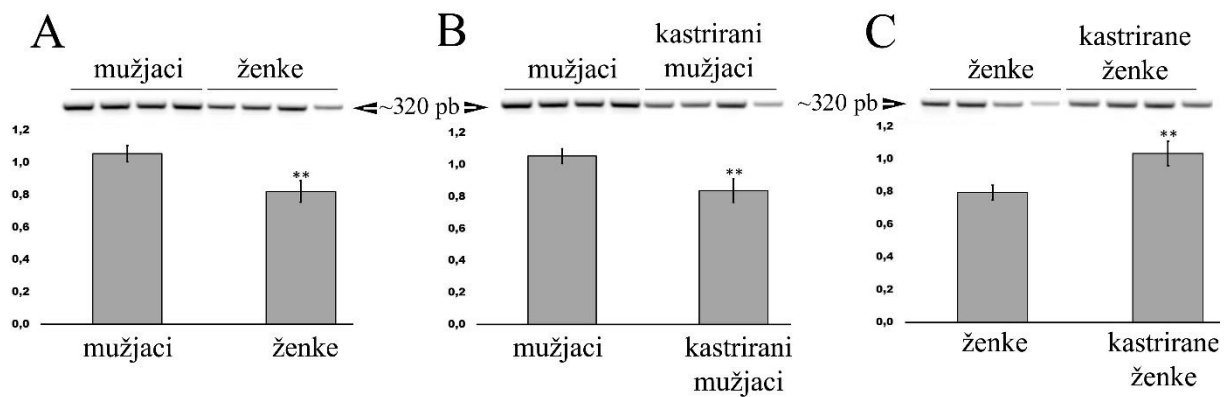 A
mužjaci ženke
~320 pb
1,2
1,0
0,8
0,6
0,4
0,2
0,0
**
mužjaci ženke
B
mužjaci
kastrirani
mužjaci
1,2
1,0
0,8
0,6
0,4
0,2
0,0
**
mužjaci
kastrirani
mužjaci
C
ženke
kastrirane
ženke
~320 pb
1,2
1,0
0,8
0,6
0,4
0,2
0,0
**
ženke
kastrirane
ženke